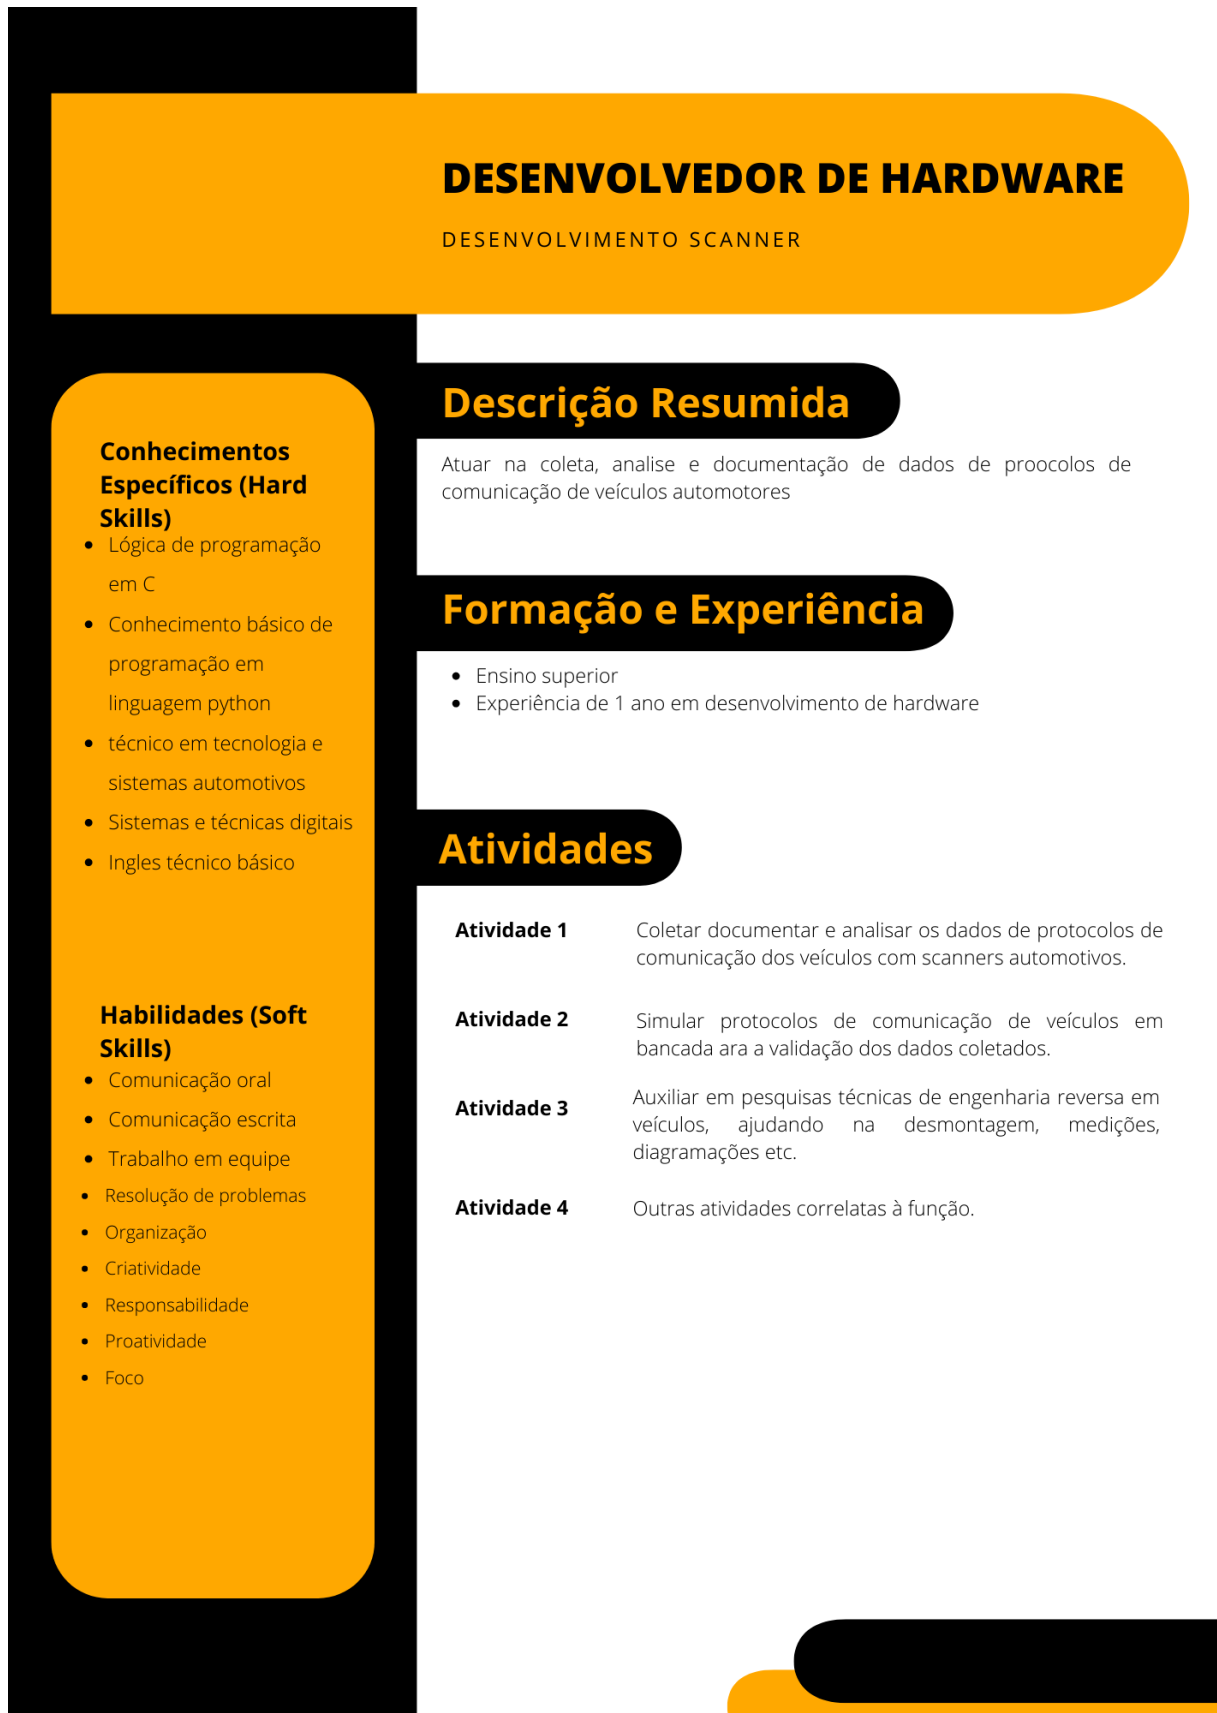 DESENVOLVEDOR DE HARDWARE
DESENVOLVIMENTO SCANNER
Conhecimentos
Específicos (Hard
Skills)
• Lógica de programação
em C
• Conhecimento básico de
programação em
linguagem python
• técnico em tecnologia e
sistemas automotivos
• Sistemas e técnicas digitais
• Ingles técnico básico
Habilidades (Soft
Skills)
• Comunicação oral
• Comunicação escrita
• Trabalho em equipe
• Resolução de problemas
• Organização
• Criatividade
• Responsabilidade
• Proatividade
• Foco
Descrição Resumida
Atuar na coleta, analise e documentação de dados de proocolos de
comunicação de veículos automotores
Formação e Experiência
• Ensino superior
• Experiência de 1 ano em desenvolvimento de hardware
Atividades
Atividade 1
Coletar documentar e analisar os dados de protocolos de
comunicação dos veículos com scanners automotivos.
Atividade 2
Simular protocolos de comunicação de veículos em
bancada ara a validação dos dados coletados.
Atividade 3
Auxiliar em pesquisas técnicas de engenharia reversa em
veículos, ajudando na desmontagem, medições,
diagramações etc.
Atividade 4
Outras atividades correlatas à função.